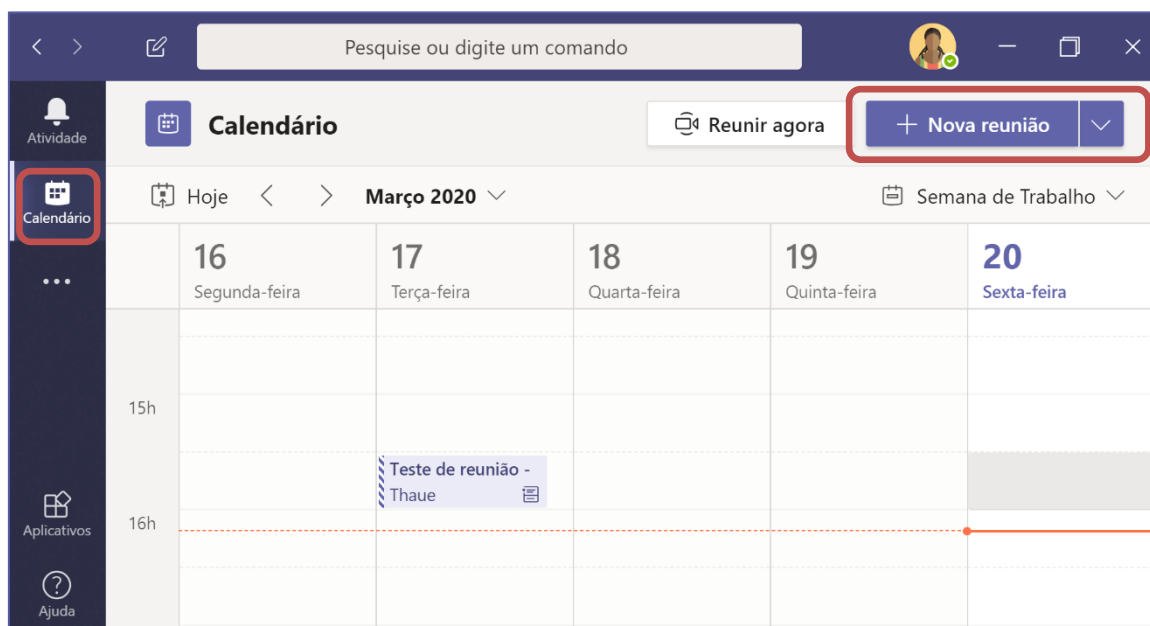 Pesquise ou digite um comando
Atividade
Calendário
Reunir agora
+ Nova reunião
Calendário
Hoje
Março 2020
Semana de Trabalho
16
17
18
19
20
Segunda-feira
Terça-feira
Quarta-feira
Quinta-feira
Sexta-feira
15h
Teste de reunião -
Thaue
16h
Aplicativos
Ajuda